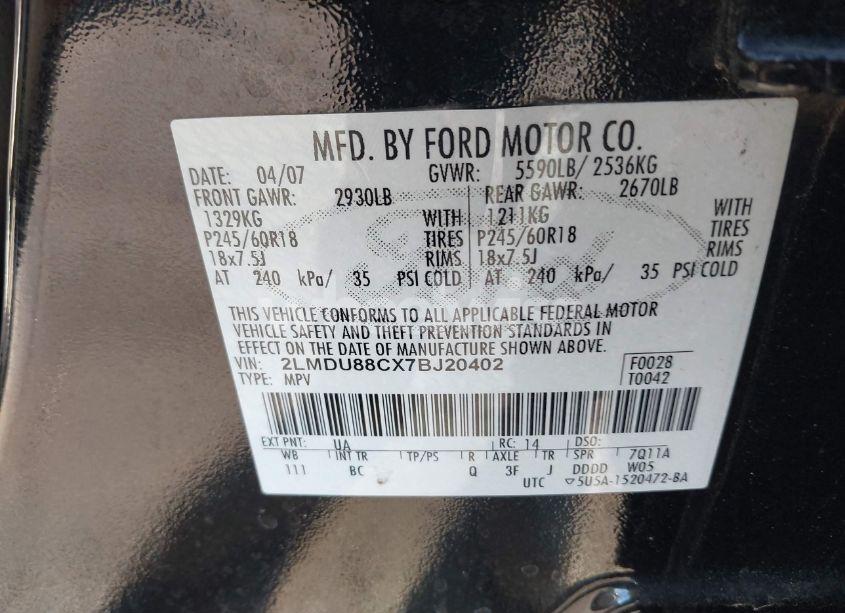 MFD. BY FORD MOTOR CO.
DATE: 04/07 GVWR: 5590LB/ 2536KG
FRONT GAWR: 2930LB REAR GAWR: 2670LB
1329KG WITH 1211KG WITH
P245/60R18 TIRES P245/60R18 TIRES
18x7.5J RIMS 18x7.5J RIMS
AT 240 kPa/ 35 PSI COLD AT 240 kPa/ 35 PSI COLD
THIS VEHICLE CONFORMS TO ALL APPLICABLE FEDERAL MOTOR
VEHICLE SAFETY AND THEFT PREVENTION STANDARDS IN
EFFECT ON THE DATE OF MANUFACTURE SHOWN ABOVE.
VIN: 2LMDU88CX7BJ20402 F0028
TYPE: MPV T0042
EXT PNT: UA RC: 14 DSO:
WB INT TR TP/PS R AXLE TR SPR 7Q11A
111 BC Q 3F J DDDD W05
UTC ▽5U5A-1520472-BA